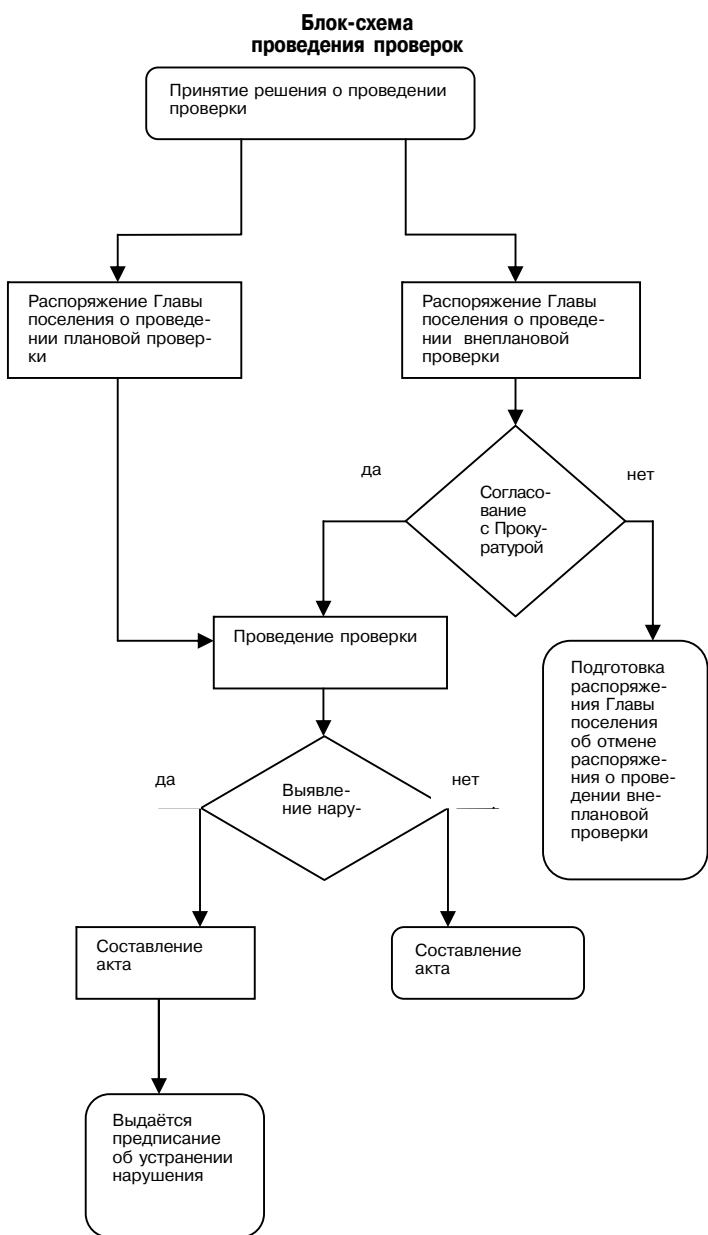 Блок-схема
проведения проверок
Принятие решения о проведении
проверки
Распоряжение Главы
поселения о проведе-
нии плановой провер-
ки
Распоряжение Главы
поселения о проведе-
нии внеплановой
проверки
да
нет
Согласо-
вание
с Проку-
ратурой
Проведение проверки
Подготовка
распоряже-
ния Главы
поселения
об отмене
распоряже-
ния о прове-
дении вне-
плановой
проверки
да
нет
Выявле-
ние нару-
Составление
акта
Составление
акта
Выдаётся
предписание
об устранении
нарушения